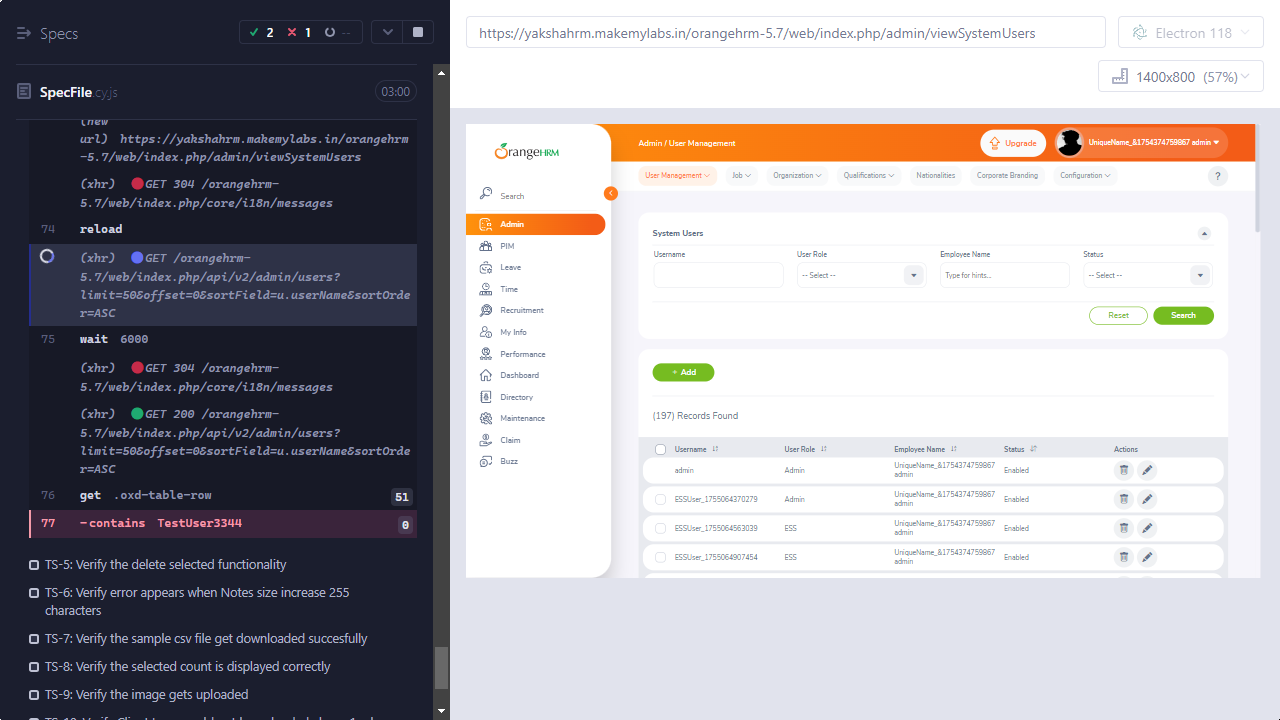 Specs
2
1
--
SpecFile.cy.js
03:00
(new
url) https://yakshahrm.makemylabs.in/orangehrm
-5.7/web/index.php/admin/viewSystemUsers
(xhr) GET 304 /orangehrm-
5.7/web/index.php/core/i18n/messages
74 reload
(xhr) GET /orangehrm-
5.7/web/index.php/api/v2/admin/users?
limit=50&offset=0&sortField=u.userName&sortOrde
r=ASC
75 wait 6000
(xhr) GET 304 /orangehrm-
5.7/web/index.php/core/i18n/messages
(xhr) GET 200 /orangehrm-
5.7/web/index.php/api/v2/admin/users?
limit=50&offset=0&sortField=u.userName&sortOrde
r=ASC
76 get .oxd-table-row 51
77 -contains TestUser3344 0
TS-5: Verify the delete selected functionality
TS-6: Verify error appears when Notes size increase 255
characters
TS-7: Verify the sample csv file get downloaded succesfully
TS-8: Verify the selected count is displayed correctly
TS-9: Verify the image gets uploaded
https://yakshahrm.makemylabs.in/orangehrm-5.7/web/index.php/admin/viewSystemUsers
Electron 118
1400x800 (57%)
OrangeHRM
Admin / User Management
Upgrade
UniqueName_&1754374759867 admin
User Management
Job
Organization
Qualifications
Nationalities
Corporate Branding
Configuration
?
Search
Admin
PIM
Leave
Time
Recruitment
My Info
Performance
Dashboard
Directory
Maintenance
Claim
Buzz
System Users
Username
User Role
Employee Name
Status
-- Select --
Type for hints...
-- Select --
Reset
Search
+ Add
(197) Records Found
Username User Role Employee Name Status Actions
admin Admin UniqueName_&1754374759867 admin Enabled
ESSUser_1755064370279 Admin UniqueName_&1754374759867 admin Enabled
ESSUser_1755064563039 ESS UniqueName_&1754374759867 admin Enabled
ESSUser_1755064907454 ESS UniqueName_&1754374759867 admin Enabled